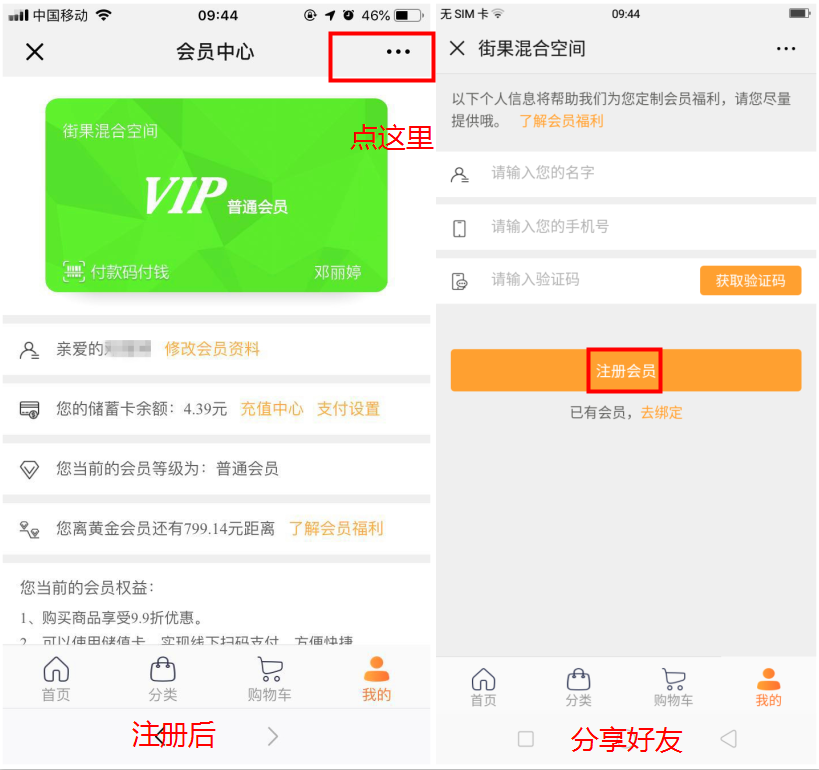 中国移动
09:44
46%
会员中心
点这里
街果混合空间
VIP 普通会员
付款码付钱
邓丽婷
亲爱的
修改会员资料
您的储蓄卡余额：4.39元 充值中心 支付设置
您当前的会员等级为：普通会员
您离黄金会员还有799.14元距离 了解会员福利
您当前的会员权益：
1、购买商品享受9.9折优惠。
2、可以使用储值卡，实现线下扫码支付，方便快捷
首页
分类
购物车
我的
注册后
无 SIM 卡
09:44
街果混合空间
以下个人信息将帮助我们为您定制会员福利，请您尽量
提供哦。 了解会员福利
请输入您的名字
请输入您的手机号
请输入验证码
获取验证码
注册会员
已有会员，去绑定
首页
分类
购物车
我的
分享好友